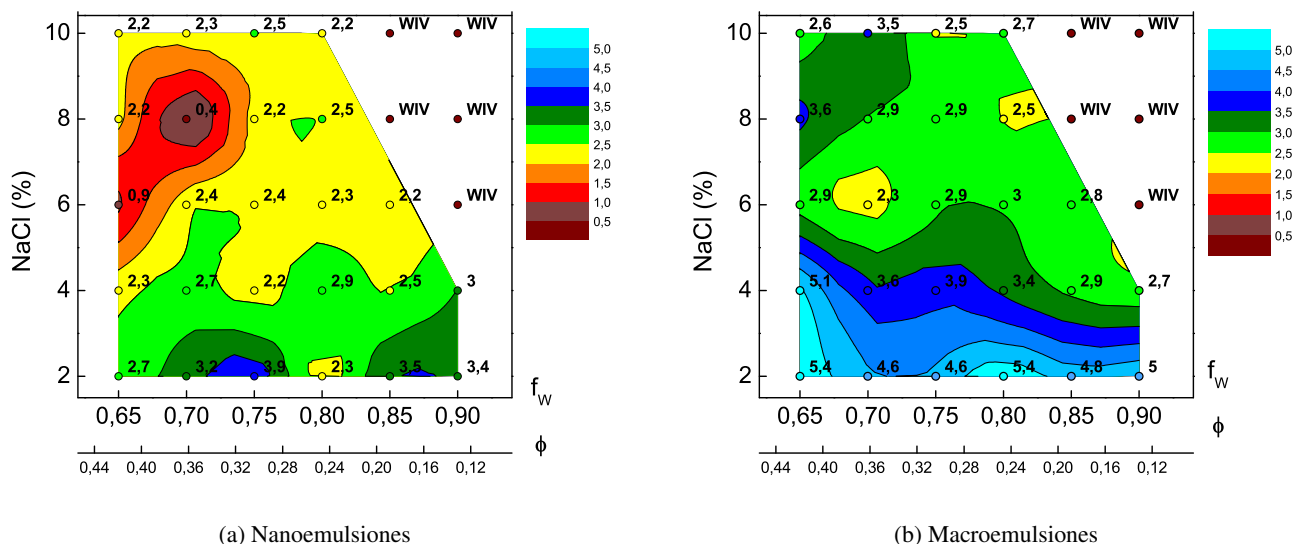 2,2 2,3 2,5 2,2 WIV WIV
10
2,2 0,4 2,2 2,5 WIV WIV
8
0,9 2,4 2,4 2,3 2,2 WIV
6
2,3 2,7 2,2 2,9 2,5 3
4
2,7 3,2 3,9 2,3 3,5 3,4
2
NaCl (%)
0,65 0,70 0,75 0,80 0,85 0,90
f_W
ϕ
0,44 0,40 0,36 0,32 0,28 0,24 0,20 0,16 0,12
5,0
4,5
4,0
3,5
3,0
2,5
2,0
1,5
1,0
0,5
(a) Nanoemulsiones
2,6 3,5 2,5 2,7 WIV WIV
10
3,6 2,9 2,9 2,5 WIV WIV
8
2,9 2,3 2,9 3 2,8 WIV
6
5,1 3,6 3,9 3,4 2,9 2,7
4
5,4 4,6 4,6 5,4 4,8 5
2
NaCl (%)
0,65 0,70 0,75 0,80 0,85 0,90
f_W
ϕ
0,44 0,40 0,36 0,32 0,28 0,24 0,20 0,16 0,12
5,0
4,5
4,0
3,5
3,0
2,5
2,0
1,5
1,0
0,5
(b) Macroemulsiones